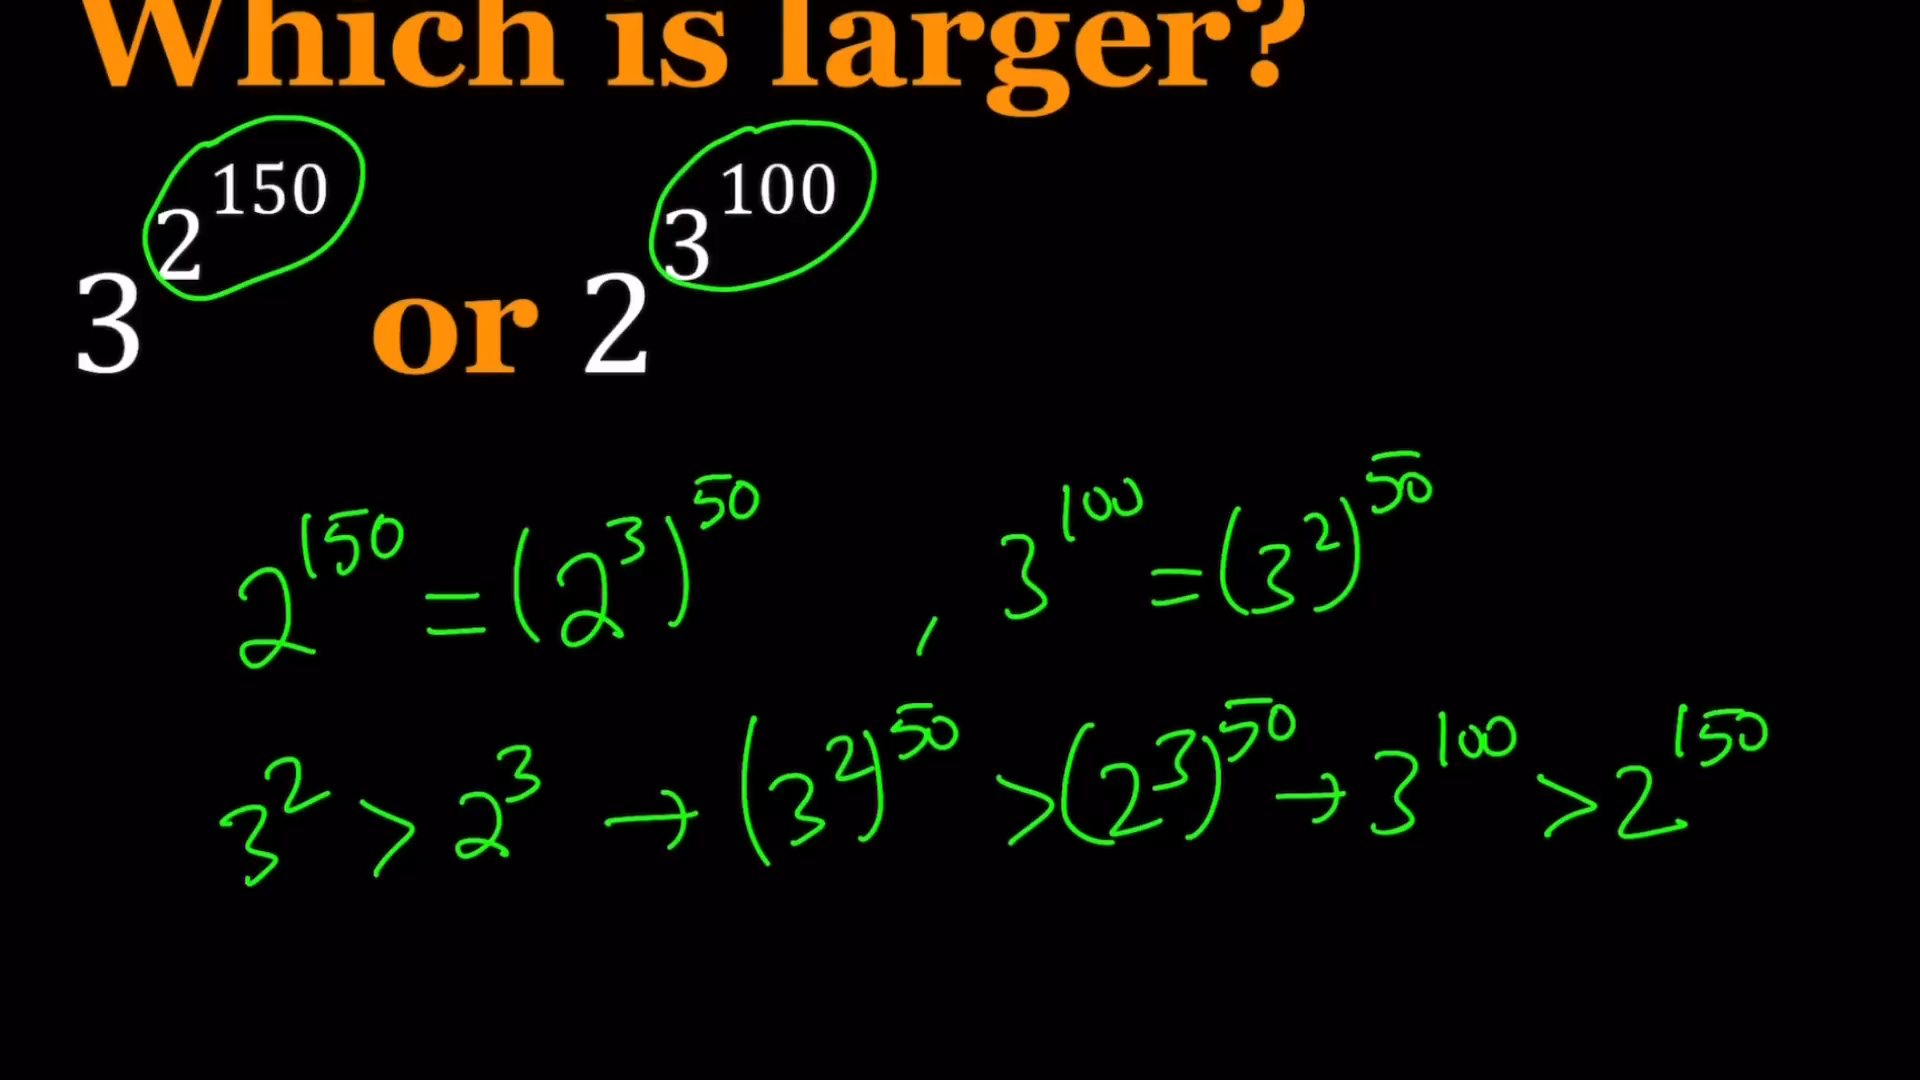 Which is larger?
3^{2^{150}} or 2^{3^{100}}
2^{150} = (2^3)^{50} , 3^{100} = (3^2)^{50}
3^2 > 2^3 → (3^2)^{50} > (2^3)^{50} → 3^{100} > 2^{150}